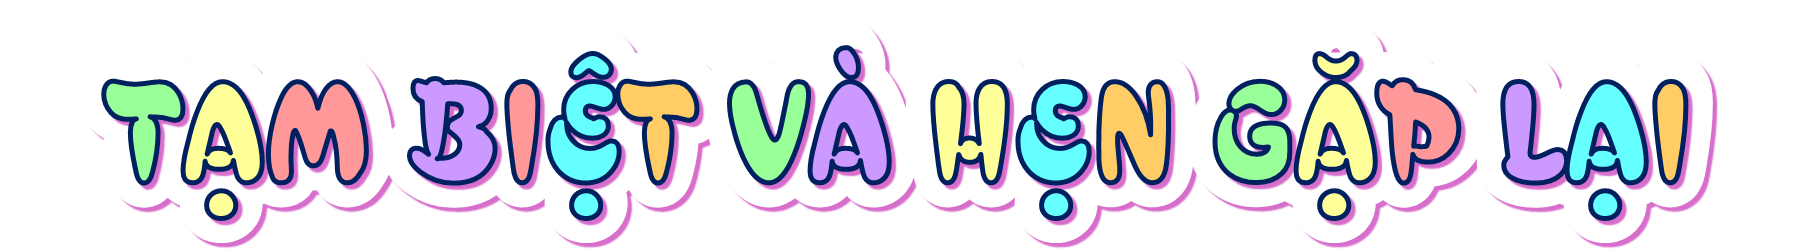 TẠM BIỆT VÀ HẸN GẶP LẠI